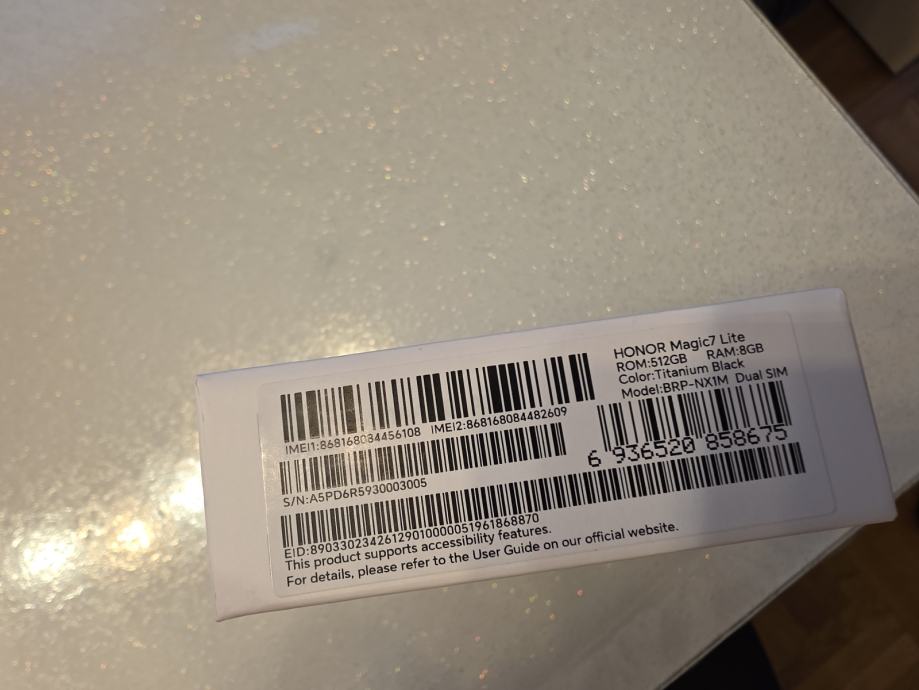 HONOR Magic7 Lite
ROM:512GB RAM:8GB
Color:Titanium Black
Model:BRP-NX1M Dual SIM
IMEI1:868168084456108 IMEI2:868168084482609
6 936520 858675
S/N:A5PD6R5930003005
EID:89033023426129010000051961868870
This product supports accessibility features.
For details, please refer to the User Guide on our official website.